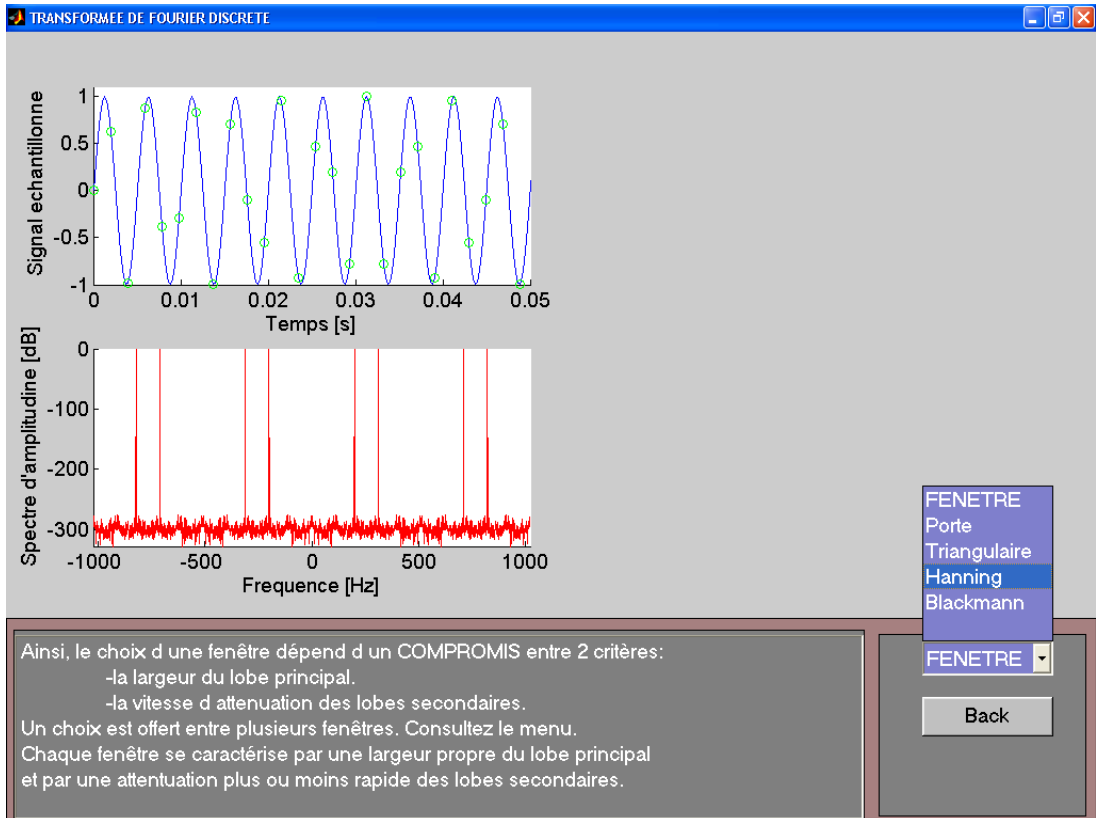 TRANSFORMEE DE FOURIER DISCRETE
Signal echantillonne
1
0.5
0
-0.5
-1
0 0.01 0.02 0.03 0.04 0.05
Temps [s]
Spectre d'amplitudine [dB]
0
-100
-200
-300
-1000 -500 0 500 1000
Frequence [Hz]
FENETRE
Porte
Triangulaire
Hanning
Blackmann
FENETRE
Back
Ainsi, le choix d une fenêtre dépend d un COMPROMIS entre 2 critères:
-la largeur du lobe principal.
-la vitesse d attenuation des lobes secondaires.
Un choix est offert entre plusieurs fenêtres. Consultez le menu.
Chaque fenêtre se caractérise par une largeur propre du lobe principal
et par une attentuation plus ou moins rapide des lobes secondaires.